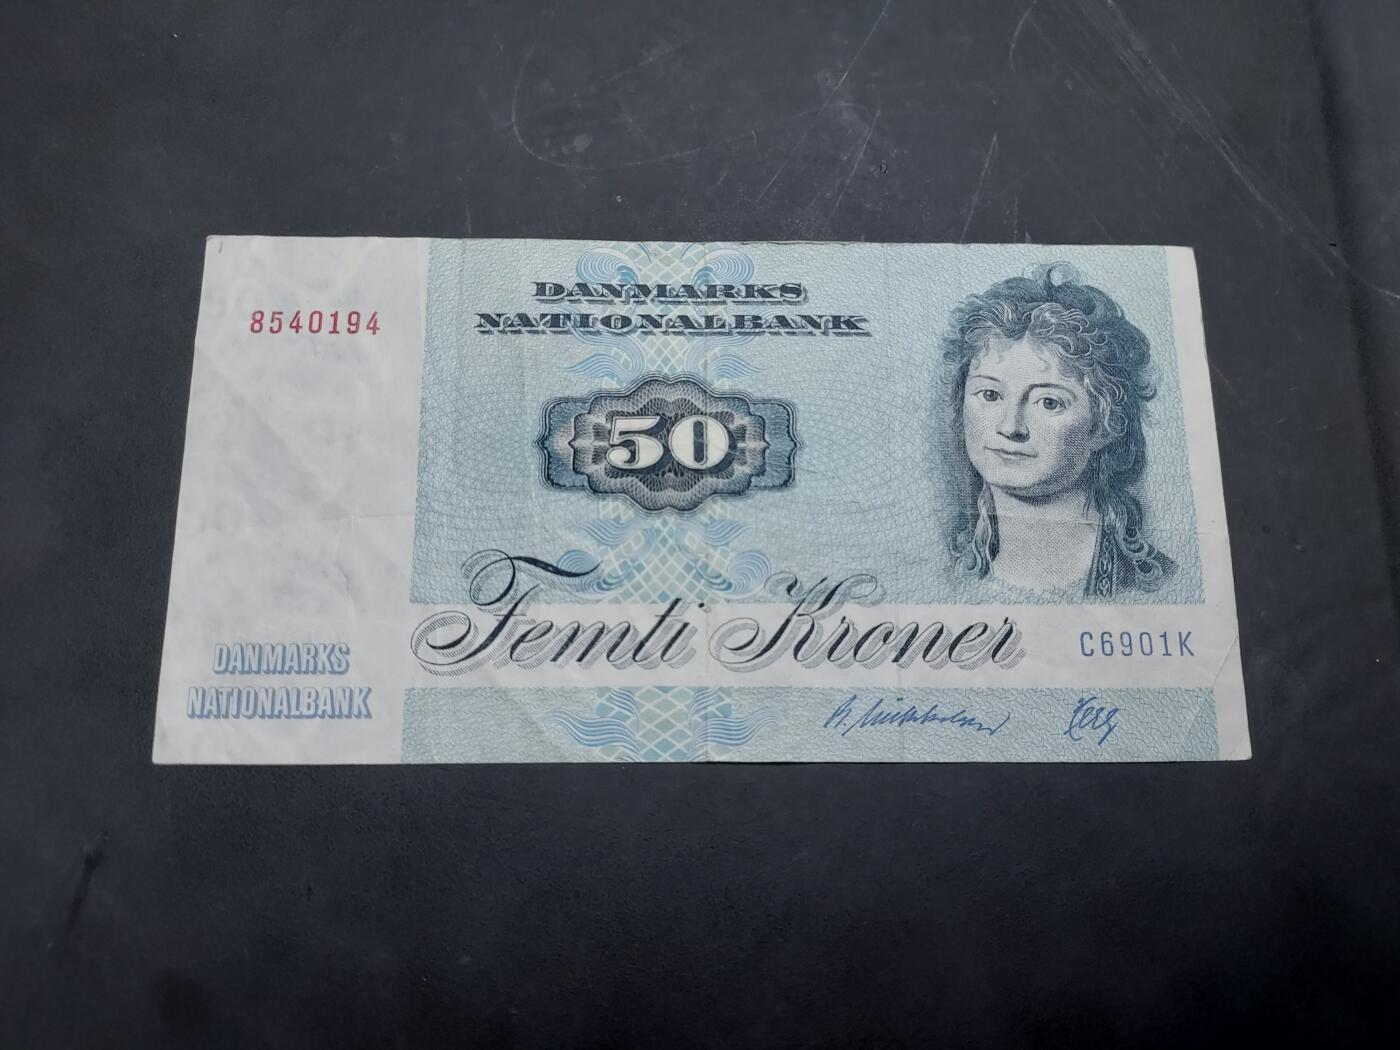 8540194
DANMARKS
NATIONALBANK
50
Femti Kroner
C6901K
DANMARKS
NATIONALBANK